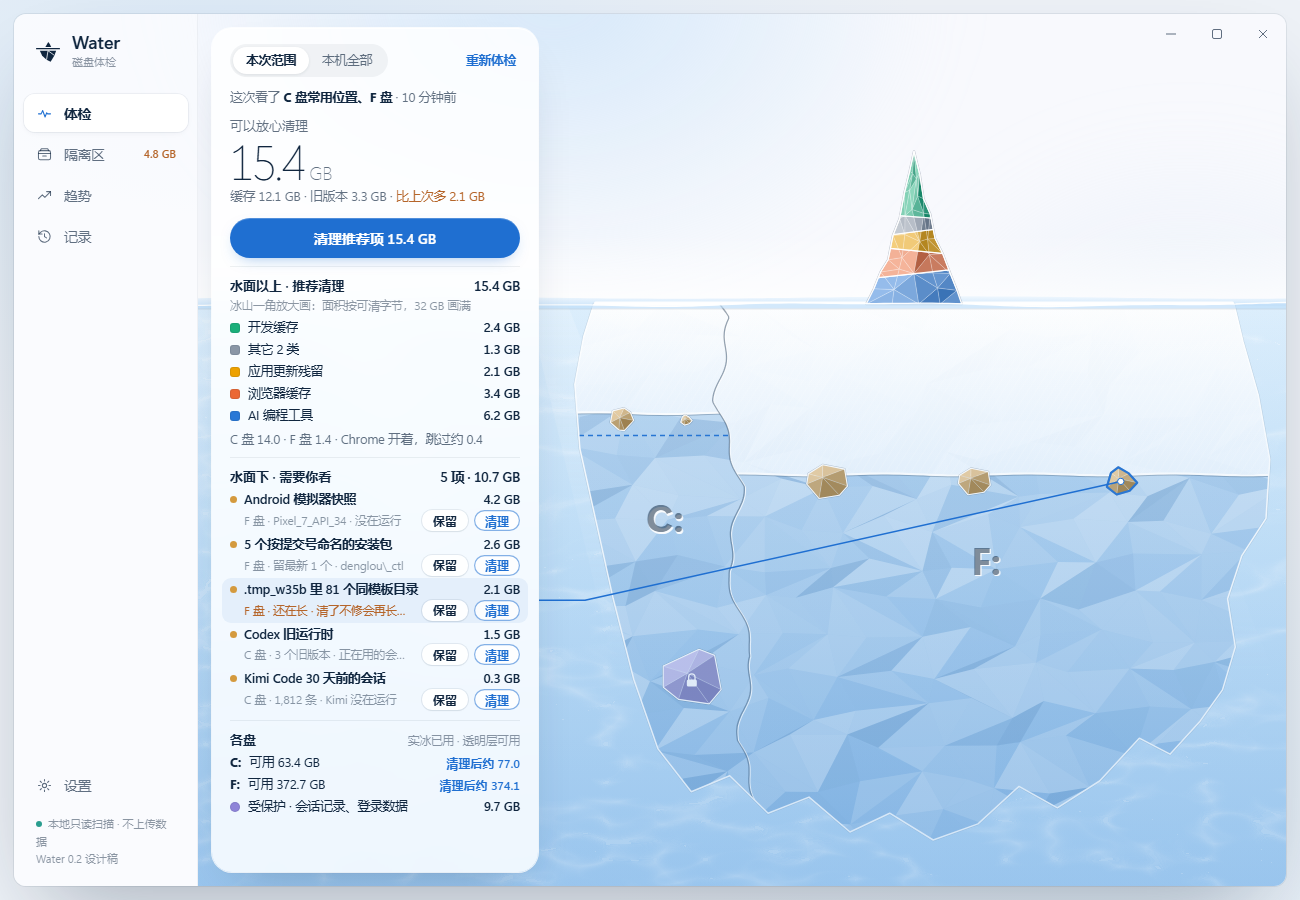 Water
磁盘体检
体检
隔离区 4.8 GB
趋势
记录
设置
本地只读扫描 · 不上传数
据
Water 0.2 设计稿
本次范围 本机全部 重新体检
这次看了 C 盘常用位置、F 盘 · 10 分钟前
可以放心清理
15.4 GB
缓存 12.1 GB · 旧版本 3.3 GB · 比上次多 2.1 GB
清理推荐项 15.4 GB
水面以上 · 推荐清理 15.4 GB
冰山一角放大画：面积按可清字节，32 GB 画满
开发缓存 2.4 GB
其它 2 类 1.3 GB
应用更新残留 2.1 GB
浏览器缓存 3.4 GB
AI 编程工具 6.2 GB
C 盘 14.0 · F 盘 1.4 · Chrome 开着，跳过约 0.4
水面下 · 需要你看 5 项 · 10.7 GB
Android 模拟器快照 4.2 GB
F 盘 · Pixel_7_API_34 · 没在运行 保留 清理
5 个按提交号命名的安装包 2.6 GB
F 盘 · 留最新 1 个 · denglou\_ctl 保留 清理
.tmp_w35b 里 81 个同模板目录 2.1 GB
F 盘 · 还在长 · 清了不修会再长... 保留 清理
Codex 旧运行时 1.5 GB
C 盘 · 3 个旧版本 · 正在用的会... 保留 清理
Kimi Code 30 天前的会话 0.3 GB
C 盘 · 1,812 条 · Kimi 没在运行 保留 清理
各盘 实冰已用 · 透明层可用
C: 可用 63.4 GB 清理后约 77.0
F: 可用 372.7 GB 清理后约 374.1
受保护 · 会话记录、登录数据 9.7 GB
C:
F: